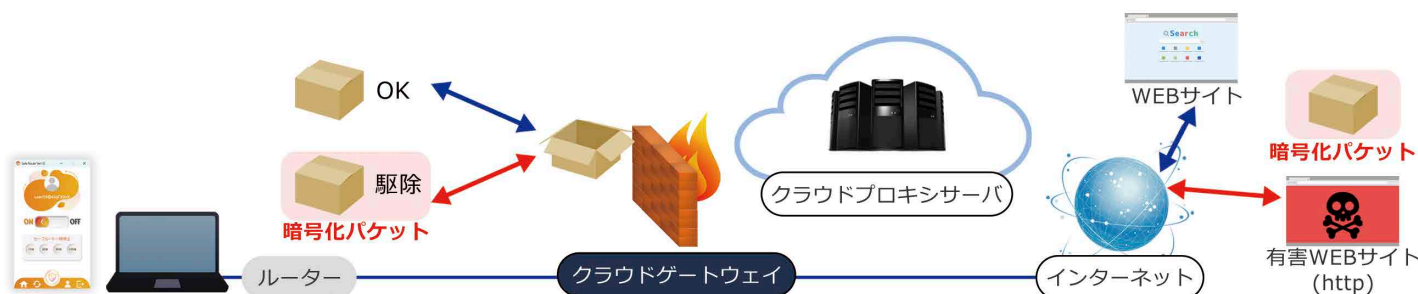 OK
駆除
暗号化パケット
ON
OFF
ルーター
クラウドゲートウェイ
クラウドプロキシサーバ
インターネット
Search
WEBサイト
暗号化パケット
有害WEBサイト
(http)